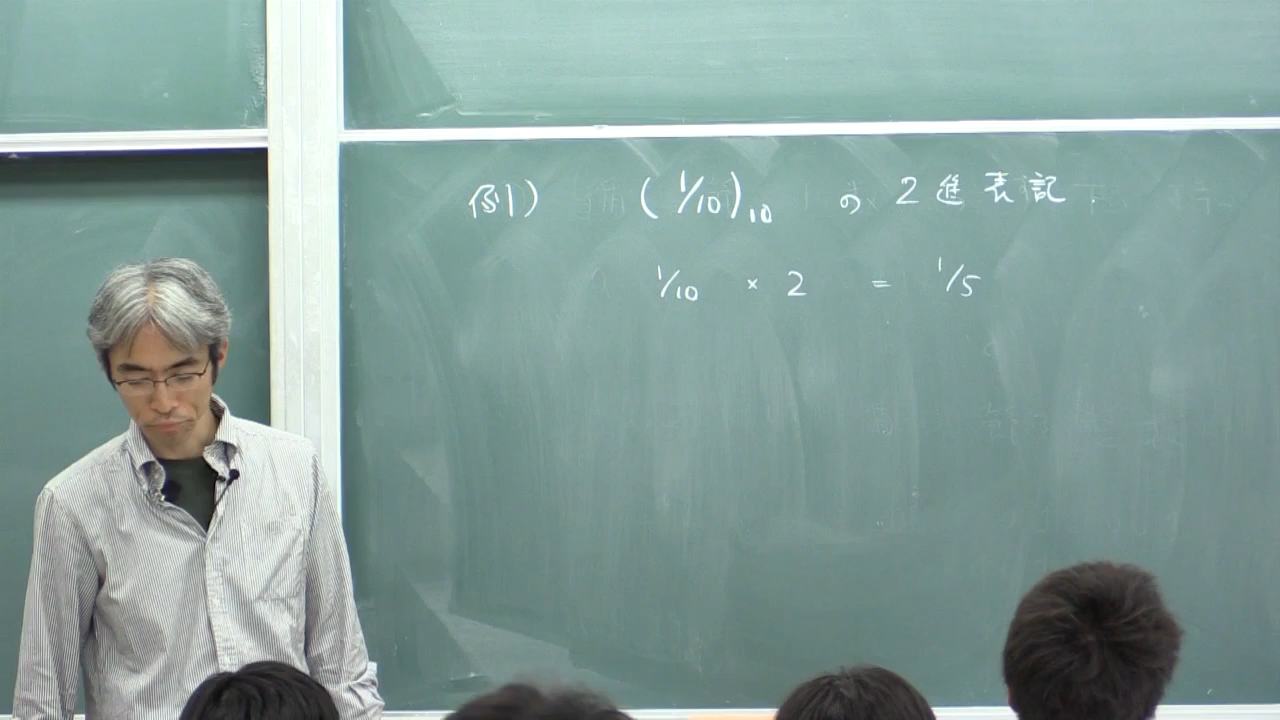 例1) (1/10)10 の 2進表記
1/10 × 2 = 1/5